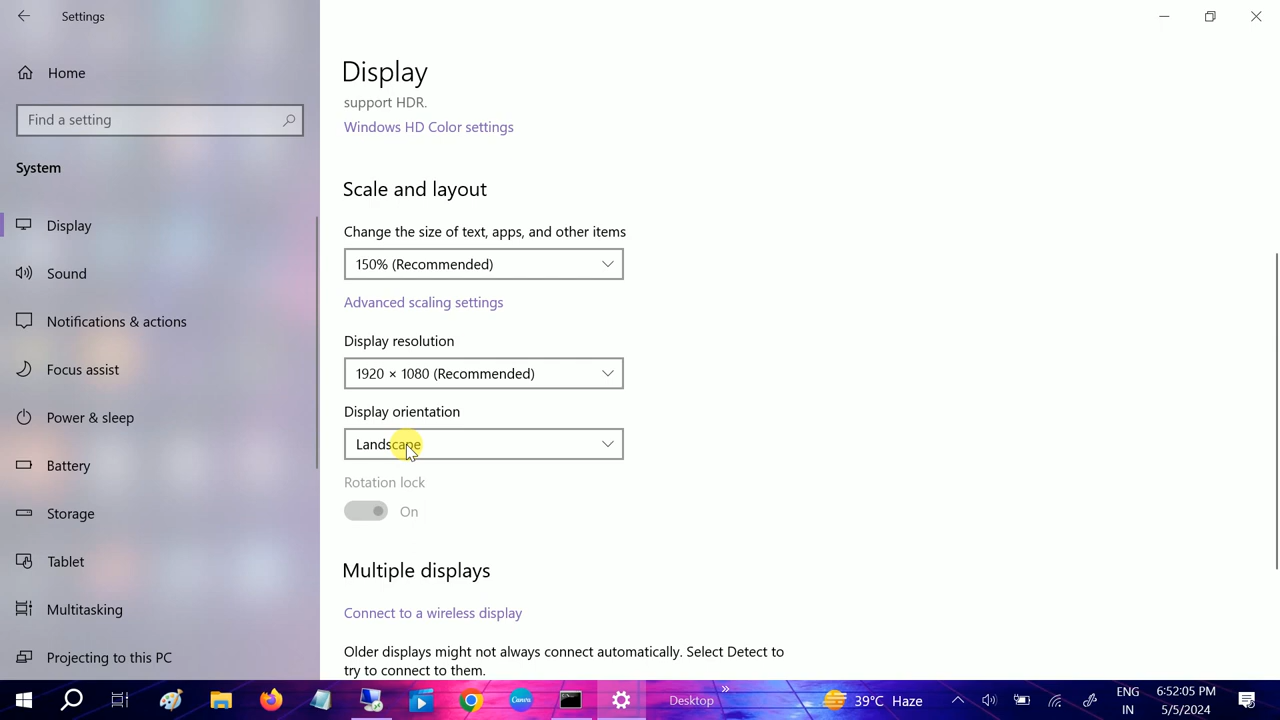 Settings
Home
Find a setting
System
Display
Sound
Notifications & actions
Focus assist
Power & sleep
Battery
Storage
Tablet
Multitasking
Projecting to this PC
Display
support HDR.
Windows HD Color settings
Scale and layout
Change the size of text, apps, and other items
150% (Recommended)
Advanced scaling settings
Display resolution
1920 × 1080 (Recommended)
Display orientation
Landscape
Rotation lock
On
Multiple displays
Connect to a wireless display
Older displays might not always connect automatically. Select Detect to
try to connect to them.
Canva
Desktop
»
39°C Haze
ENG
IN
6:52:05 PM
5/5/2024